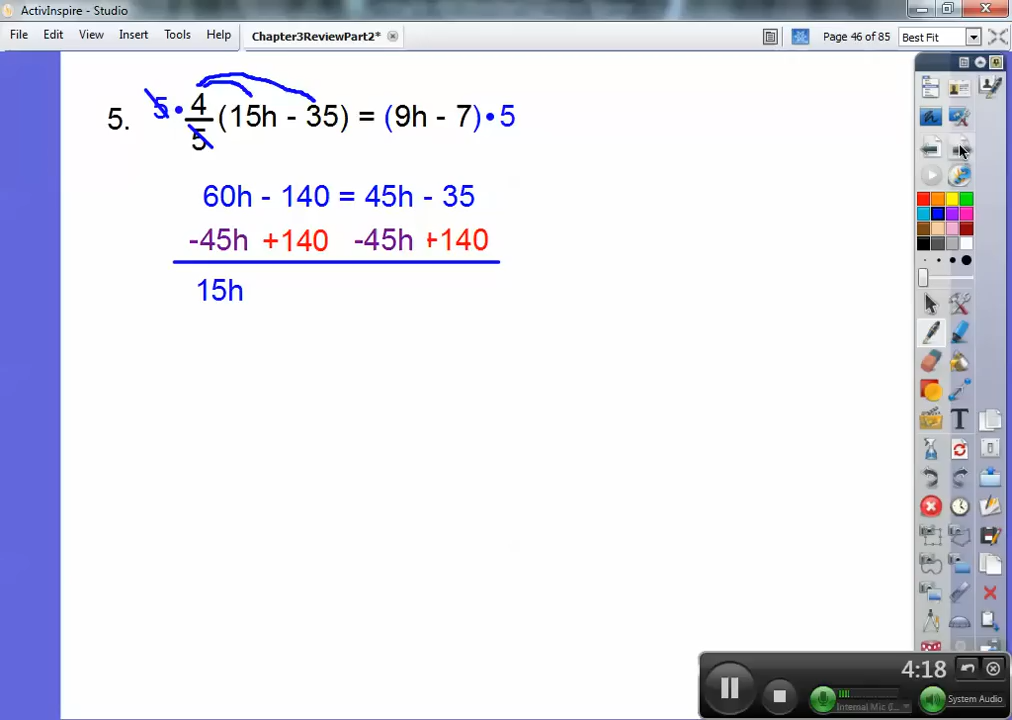 ActivInspire - Studio
File Edit View Insert Tools Help Chapter3ReviewPart2* Page 46 of 85 Best Fit
5. 5 • 4/5 (15h - 35) = (9h - 7) • 5
60h - 140 = 45h - 35
-45h +140 -45h +140
15h
T
4:18
Internal Mic (I... System Audio